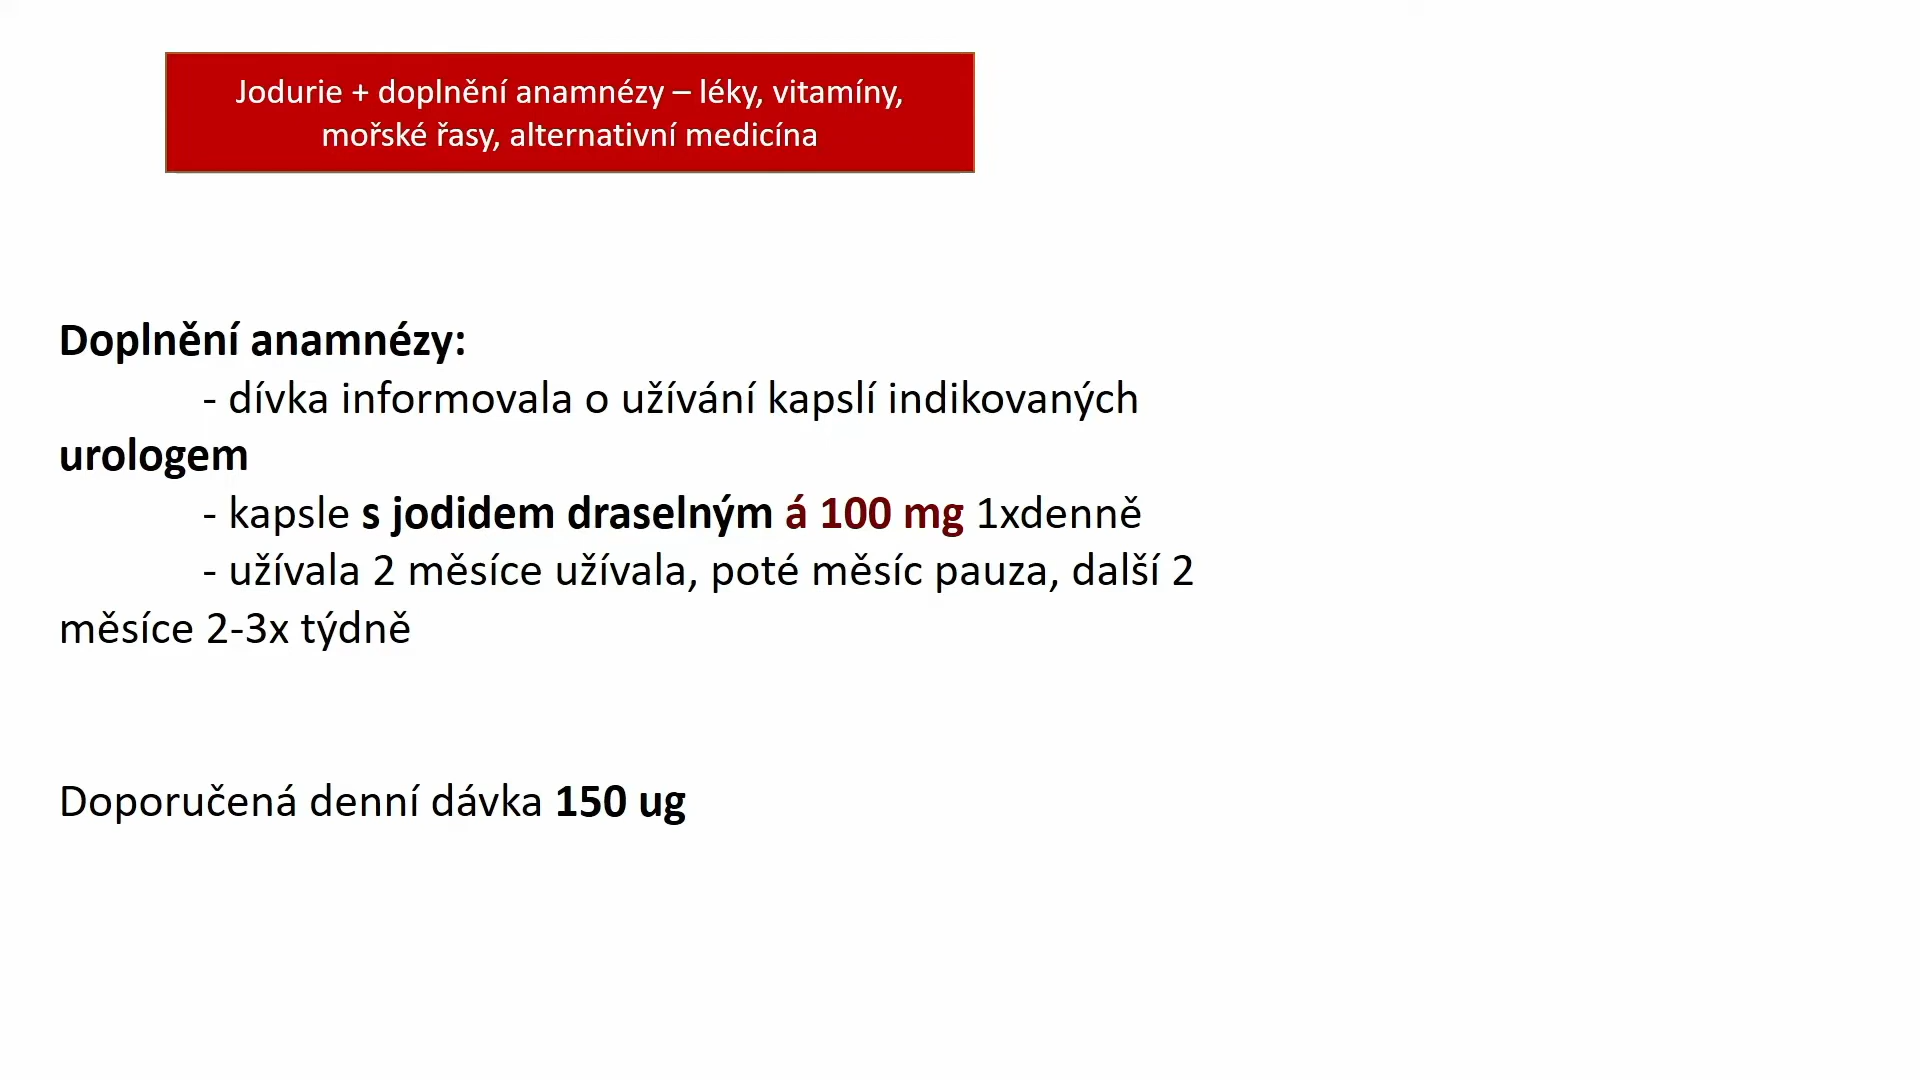 Jodurie + doplnění anamnézy – léky, vitamíny,
mořské řasy, alternativní medicína
Doplnění anamnézy:
- dívka informovala o užívání kapslí indikovaných
urologem
- kapsle s jodidem draselným á 100 mg 1xdenně
- užívala 2 měsíce užívala, poté měsíc pauza, další 2
měsíce 2-3x týdně
Doporučená denní dávka 150 ug